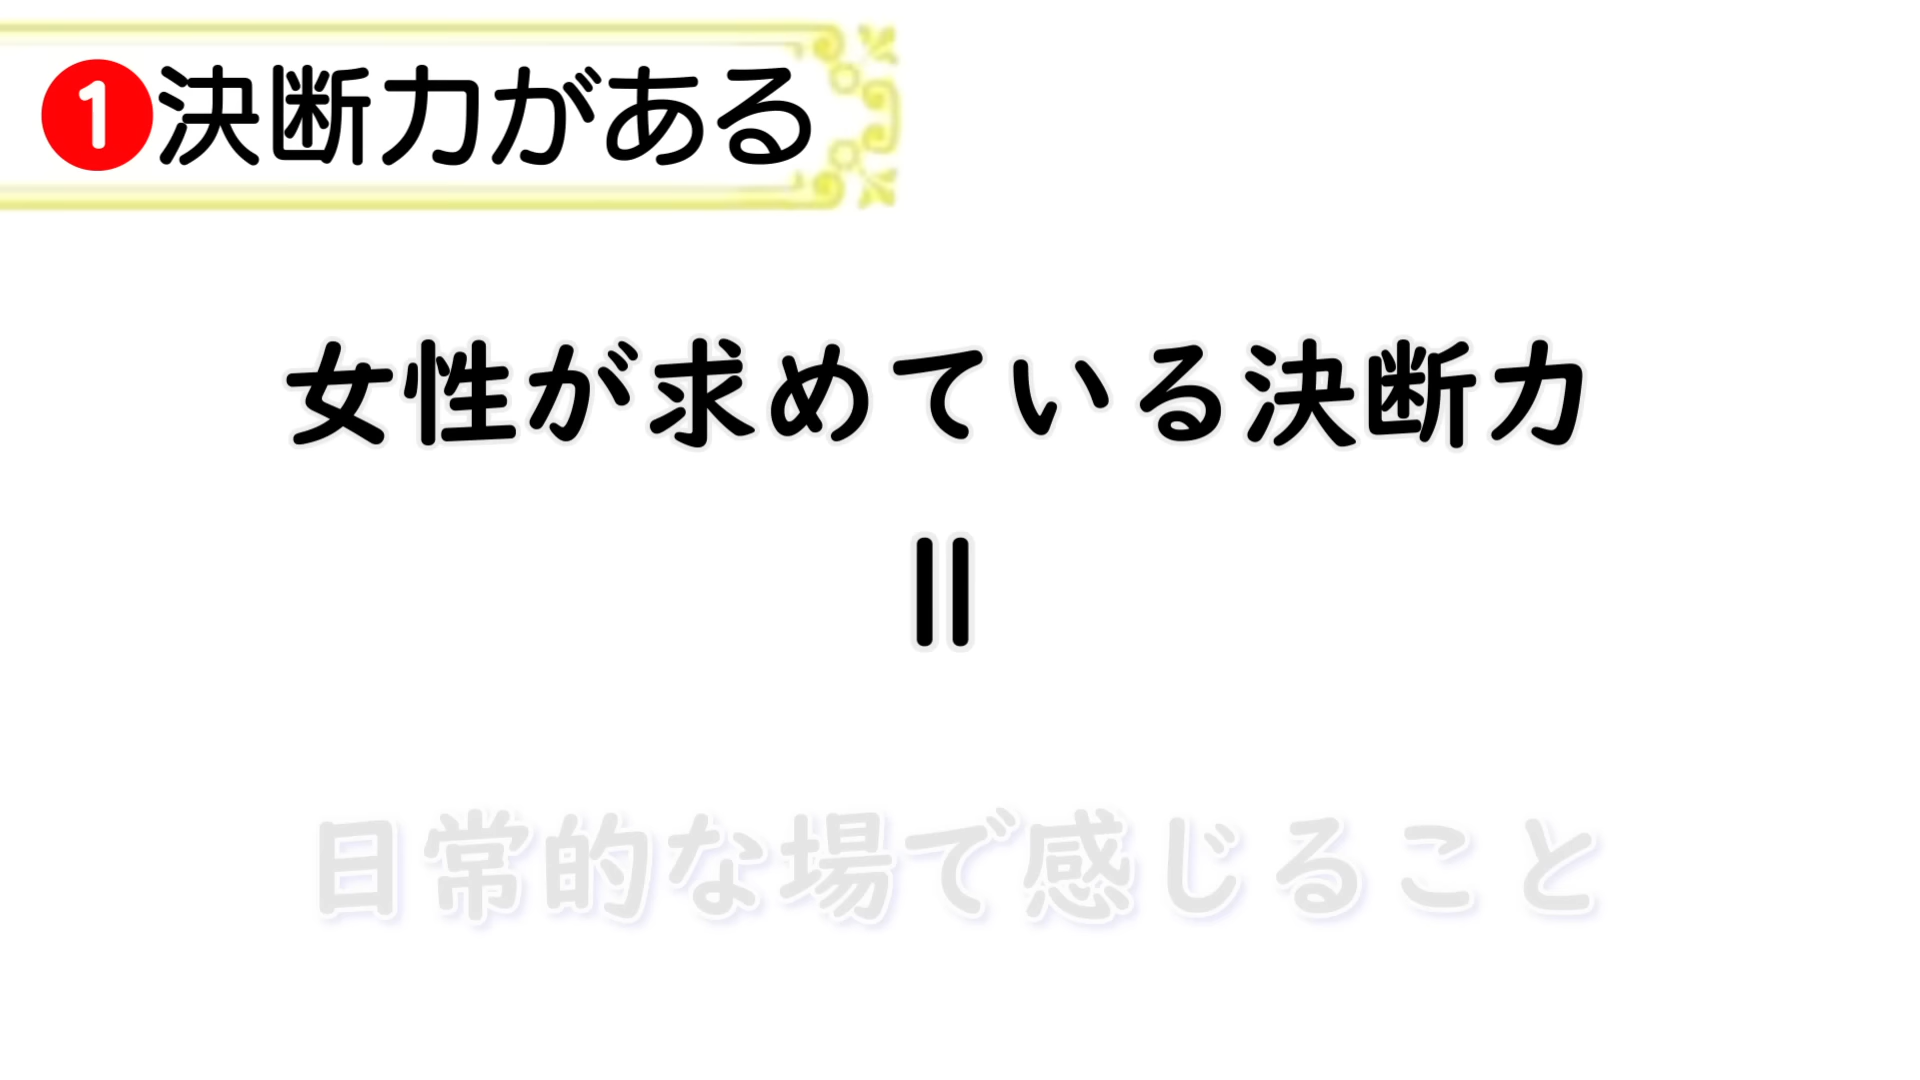 ❶決断力がある
女性が求めている決断力
||
日常的な場で感じること